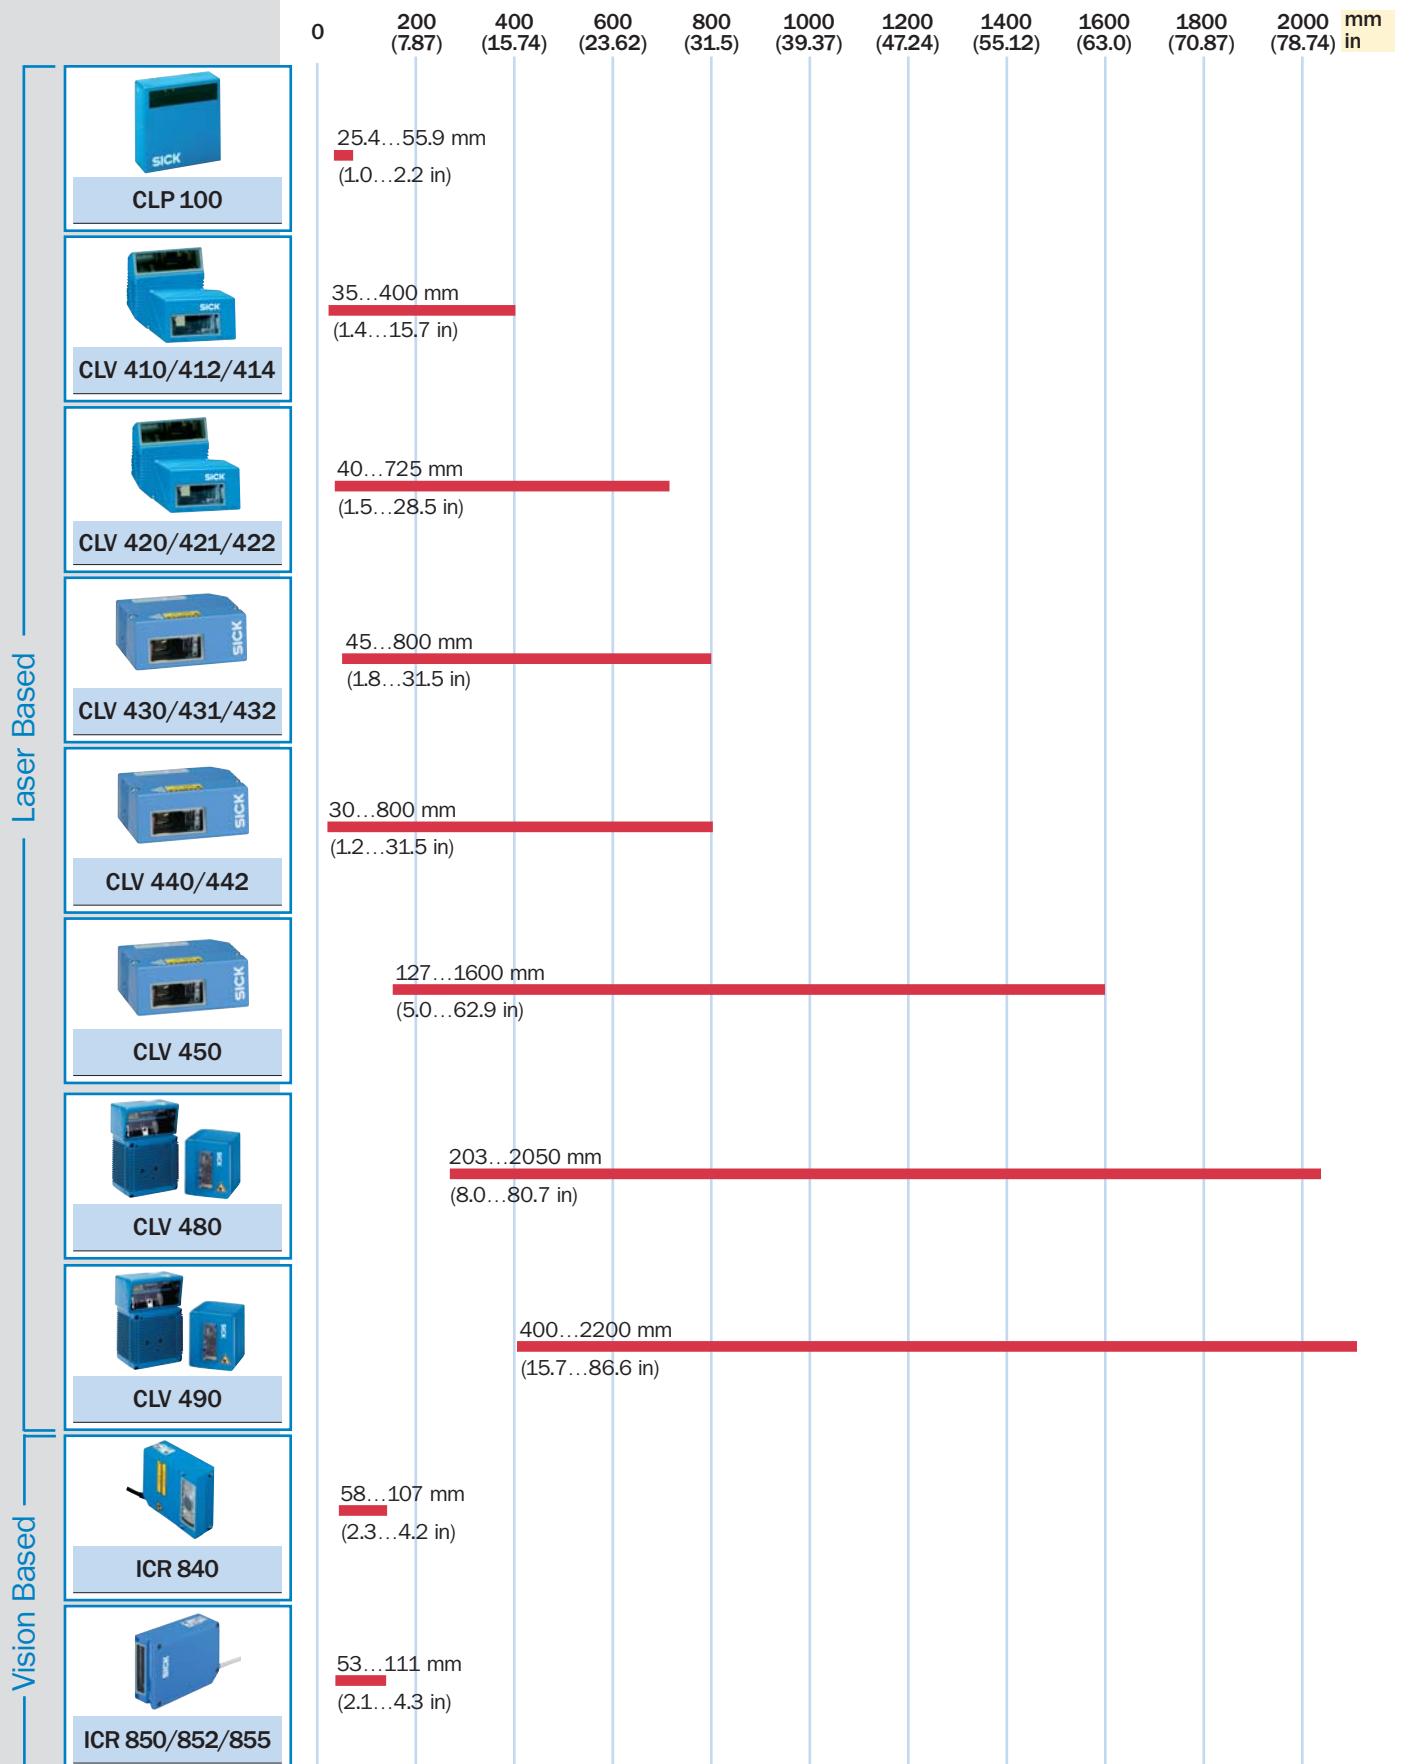 0 200 400 600 800 1000 1200 1400 1600 1800 2000 mm
(7.87) (15.74) (23.62) (31.5) (39.37) (47.24) (55.12) (63.0) (70.87) (78.74) in
Laser Based
SICK
CLP 100
25.4...55.9 mm
(1.0...2.2 in)
SICK
CLV 410/412/414
35...400 mm
(1.4...15.7 in)
SICK
CLV 420/421/422
40...725 mm
(1.5...28.5 in)
SICK
CLV 430/431/432
45...800 mm
(1.8...31.5 in)
SICK
CLV 440/442
30...800 mm
(1.2...31.5 in)
SICK
CLV 450
127...1600 mm
(5.0...62.9 in)
SICK
CLV 480
203...2050 mm
(8.0...80.7 in)
SICK
CLV 490
400...2200 mm
(15.7...86.6 in)
Vision Based
ICR 840
58...107 mm
(2.3...4.2 in)
SICK
ICR 850/852/855
53...111 mm
(2.1...4.3 in)